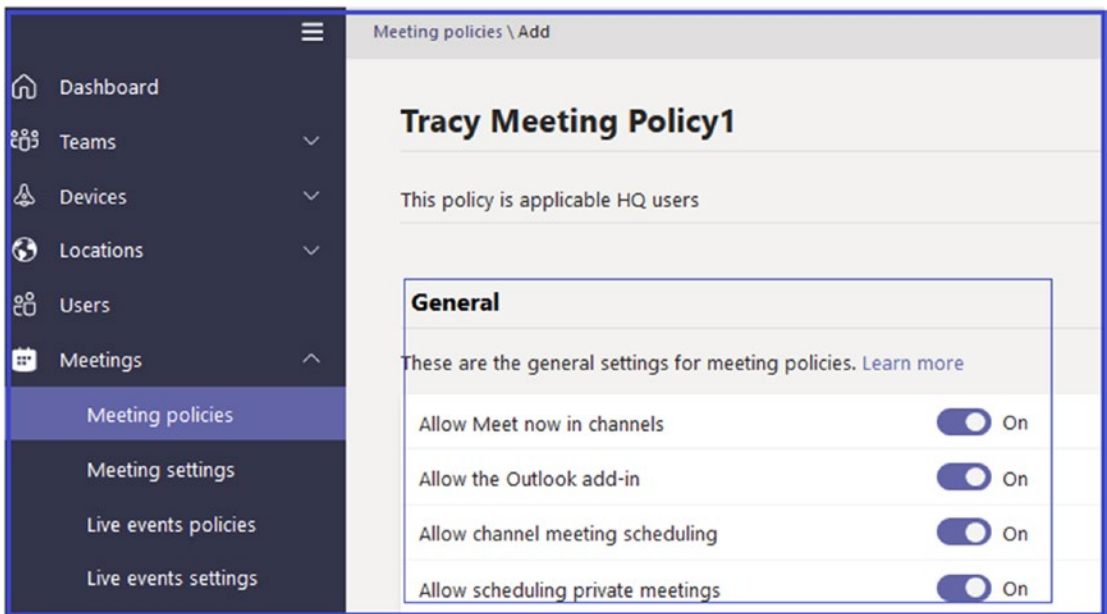 Meeting policies \ Add
Dashboard
Teams
Devices
Locations
Users
Meetings
Meeting policies
Meeting settings
Live events policies
Live events settings
Tracy Meeting Policy1
This policy is applicable HQ users
General
These are the general settings for meeting policies. Learn more
Allow Meet now in channels On
Allow the Outlook add-in On
Allow channel meeting scheduling On
Allow scheduling private meetings On